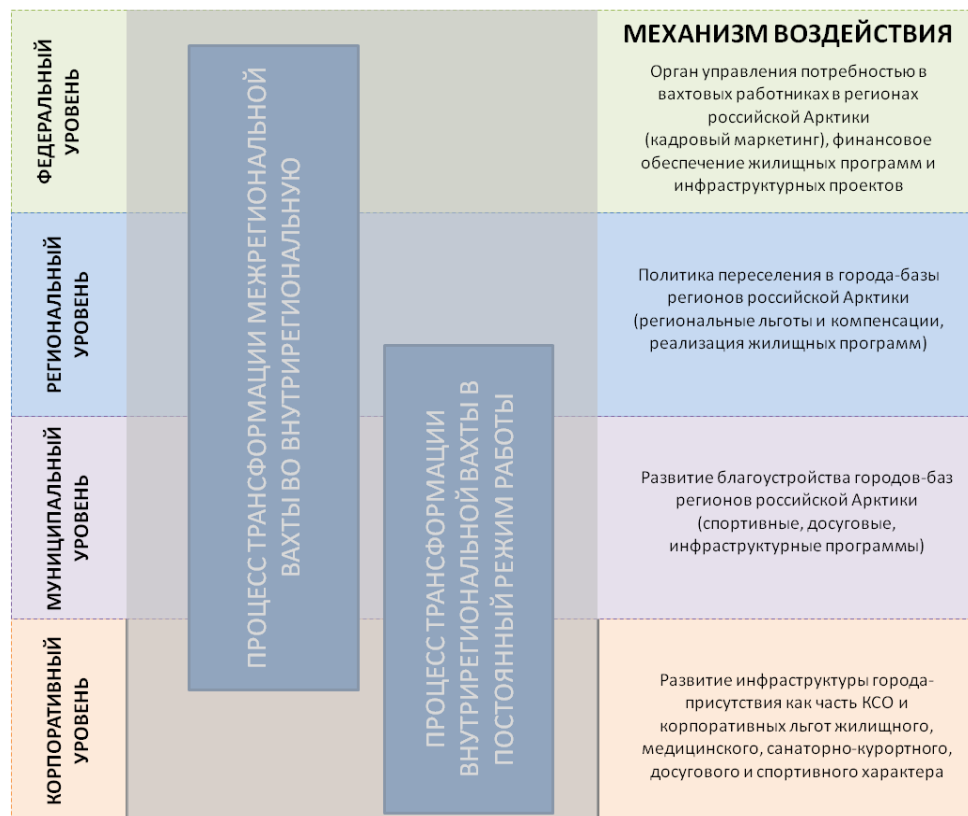 ФЕДЕРАЛЬНЫЙ
УРОВЕНЬ
РЕГИОНАЛЬНЫЙ
УРОВЕНЬ
МУНИЦИПАЛЬНЫЙ
УРОВЕНЬ
КОРПОРАТИВНЫЙ
УРОВЕНЬ
ПРОЦЕСС ТРАНСФОРМАЦИИ МЕЖРЕГИОНАЛЬНОЙ
ВАХТЫ ВО ВНУТРИРЕГИОНАЛЬНУЮ
ПРОЦЕСС ТРАНСФОРМАЦИИ
ВНУТРИРЕГИОНАЛЬНОЙ ВАХТЫ В
ПОСТОЯННЫЙ РЕЖИМ РАБОТЫ
МЕХАНИЗМ ВОЗДЕЙСТВИЯ
Орган управления потребностью в
вахтовых работниках в регионах
российской Арктики
(кадровый маркетинг), финансовое
обеспечение жилищных программ и
инфраструктурных проектов
Политика переселения в города-базы
регионов российской Арктики
(региональные льготы и компенсации,
реализация жилищных программ)
Развитие благоустройства городов-баз
регионов российской Арктики
(спортивные, досуговые,
инфраструктурные программы)
Развитие инфраструктуры города-
присутствия как часть КСО и
корпоративных льгот жилищного,
медицинского, санаторно-курортного,
досугового и спортивного характера